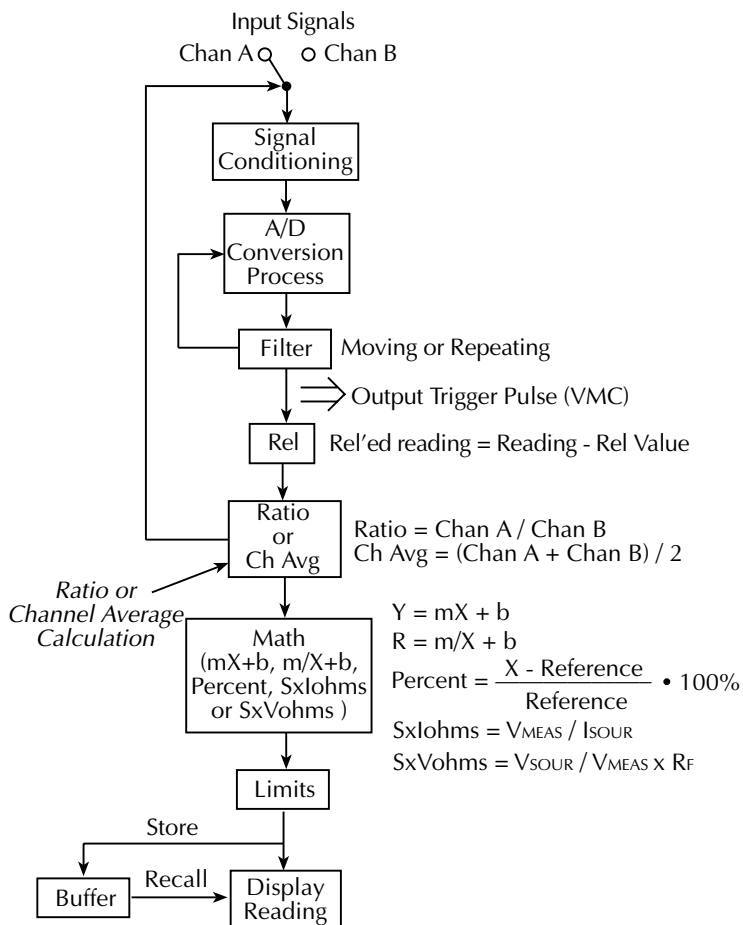 Input Signals
Chan A
Chan B
Signal
Conditioning
A/D
Conversion
Process
Filter
Moving or Repeating
Output Trigger Pulse (VMC)
Rel
Rel'ed reading = Reading - Rel Value
Ratio
or
Ch Avg
Ratio = Chan A / Chan B
Ch Avg = (Chan A + Chan B) / 2
Ratio or
Channel Average
Calculation
Math
(mX+b, m/X+b,
Percent, SxIohms
or SxVohms )
Y = mX + b
R = m/X + b
Percent = X - Reference / Reference • 100%
SxIohms = VMEAS / ISOUR
SxVohms = VSOUR / VMEAS x RF
Limits
Store
Buffer
Recall
Display
Reading